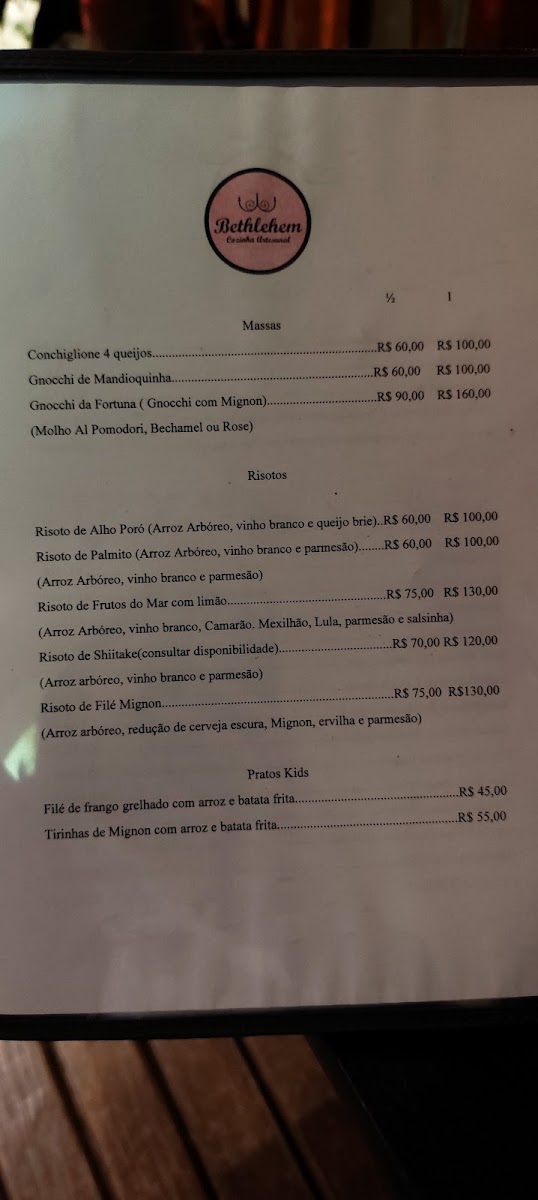 Bethlehem
Cozinha Artesanal
½ 1
Massas
Conchiglione 4 queijos..........................................................................R$ 60,00 R$ 100,00
Gnocchi de Mandioquinha..................................................................R$ 60,00 R$ 100,00
Gnocchi da Fortuna ( Gnocchi com Mignon)....................................R$ 90,00 R$ 160,00
(Molho Al Pomodori, Bechamel ou Rose)
Risotos
Risoto de Alho Poró (Arroz Arbóreo, vinho branco e queijo brie)..R$ 60,00 R$ 100,00
Risoto de Palmito (Arroz Arbóreo, vinho branco e parmesão)........R$ 60,00 R$ 100,00
(Arroz Arbóreo, vinho branco e parmesão)
Risoto de Frutos do Mar com limão...................................................R$ 75,00 R$ 130,00
(Arroz Arbóreo, vinho branco, Camarão. Mexilhão, Lula, parmesão e salsinha)
Risoto de Shiitake(consultar disponibilidade)....................................R$ 70,00 R$ 120,00
(Arroz arbóreo, vinho branco e parmesão)
Risoto de Filé Mignon...........................................................................R$ 75,00 R$130,00
(Arroz arbóreo, redução de cerveja escura, Mignon, ervilha e parmesão)
Pratos Kids
Filé de frango grelhado com arroz e batata frita.....................................................R$ 45,00
Tirinhas de Mignon com arroz e batata frita..........................................................R$ 55,00